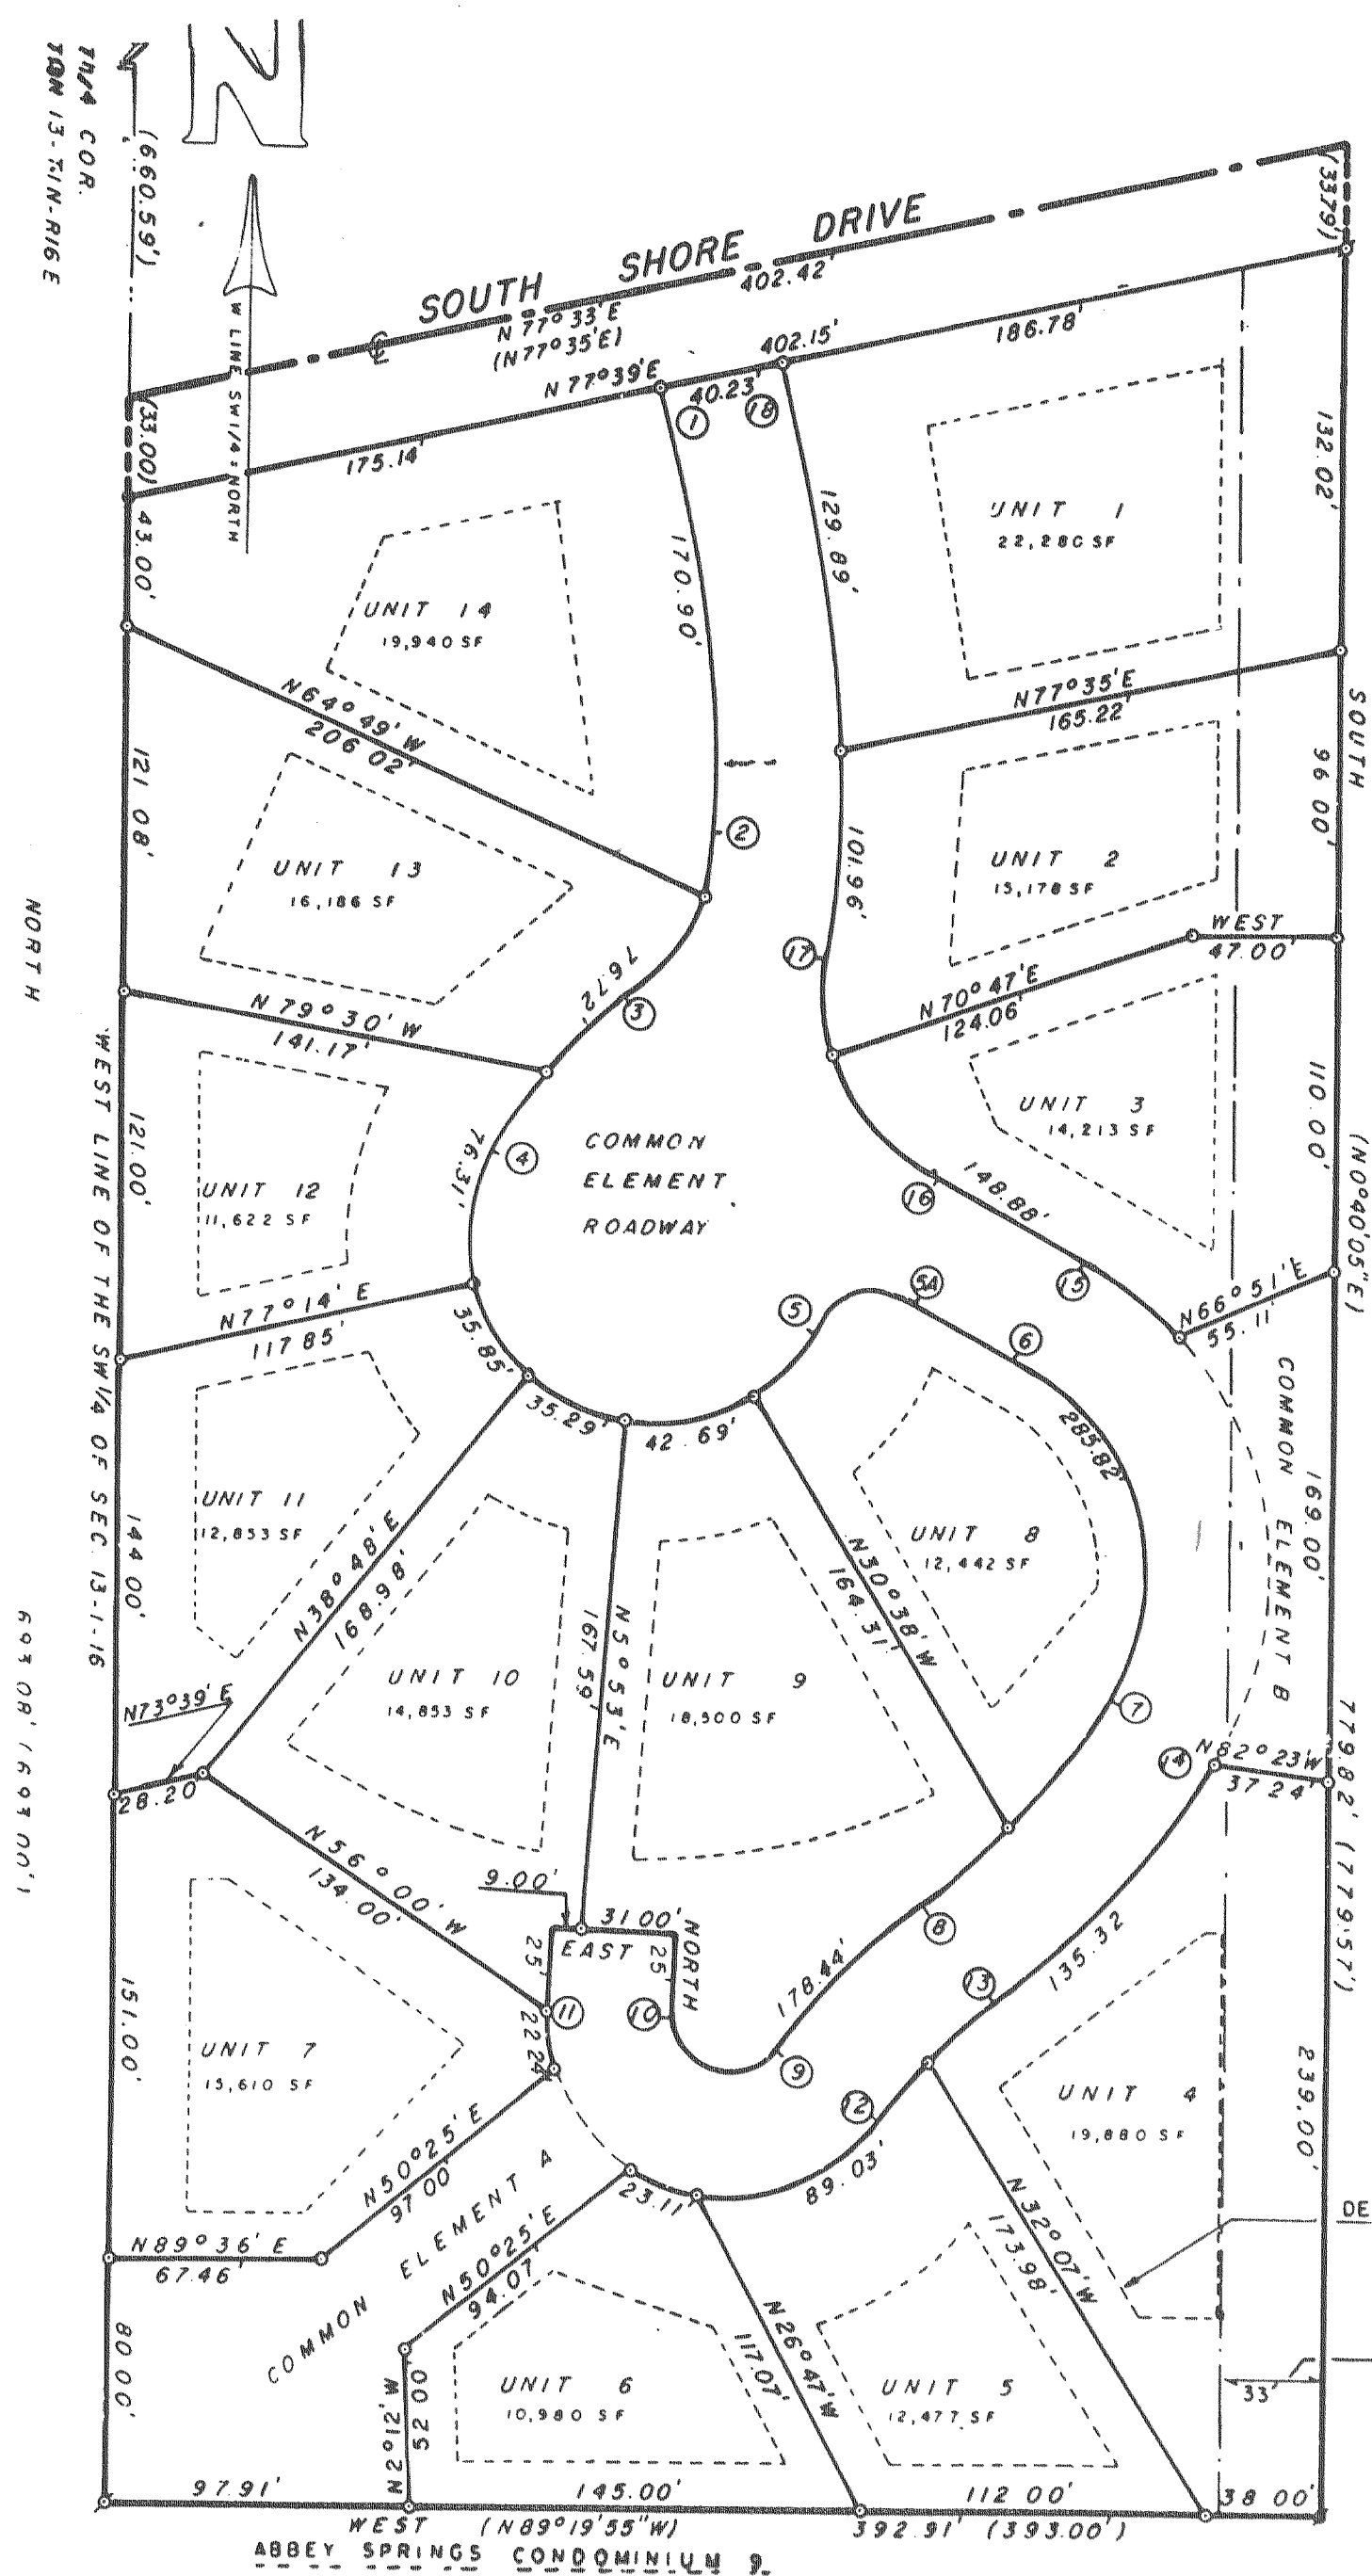 N
(660.59')
COR.
W LINE SW1/4 = NORTH
SOUTH SHORE DRIVE
402.42'
N 77°33'E
(N77°35'E)
(33.79')
(33.00)
N 77°39'E
402.15'
175.14'
40.23'
186.78'
1
18
43.00'
170.90'
129.89'
132.02'
UNIT 1
22,280 SF
UNIT 14
19,940 SF
N64°49'W
206.02'
N77°35'E
165.22'
SOUTH
96 00'
121 08'
2
101.96'
UNIT 2
15,178 SF
UNIT 13
16,186 SF
17
WEST
47.00'
N70°47'E
124.06'
NORTH
76.72'
3
N 79°30' W
141.17'
UNIT 3
14,213 SF
110.00'
(N0°40'05"E)
121.00'
76.31'
4
COMMON
ELEMENT
ROADWAY
16
148.88'
15
UNIT 12
11,622 SF
N66°51'E
55.11'
N77°14' E
117 85'
35.85'
5
5A
6
35.29'
42.69'
285.82'
COMMON ELEMENT B
169.00'
WEST LINE OF THE SW1/4 OF SEC. 13-1-16
144 00'
UNIT 11
12,853 SF
N38°48'E
168.98'
UNIT 8
12,442 SF
N30°38'W
164.31'
N5°53'E
167.59'
UNIT 10
14,853 SF
UNIT 9
18,500 SF
7
14
N82°23'W
37 24'
N73°39'E
28.20'
779.82' (779.57')
693 08' (693 00')
N56°00' W
134.00'
9.00'
31 00'
EAST
25'
25'
NORTH
8
178.44'
13
135.32
11
10
22 24'
9
12
151.00'
UNIT 7
15,610 SF
UNIT 4
19,880 SF
239.00'
N50°25' E
97 00'
89.03'
23.11'
N89°36' E
67.46'
COMMON ELEMENT A
N50°25'E
94.07'
N32°07'W
173.98'
DE
80 00'
N26°47'W
117.07'
UNIT 6
10,980 SF
UNIT 5
12,477 SF
33'
N2°12'W
52 00'
97.91'
145.00'
112 00'
38 00'
WEST (N89°19'55"W)
392.91' (393.00')
ABBEY SPRINGS CONDOMINIUM 9